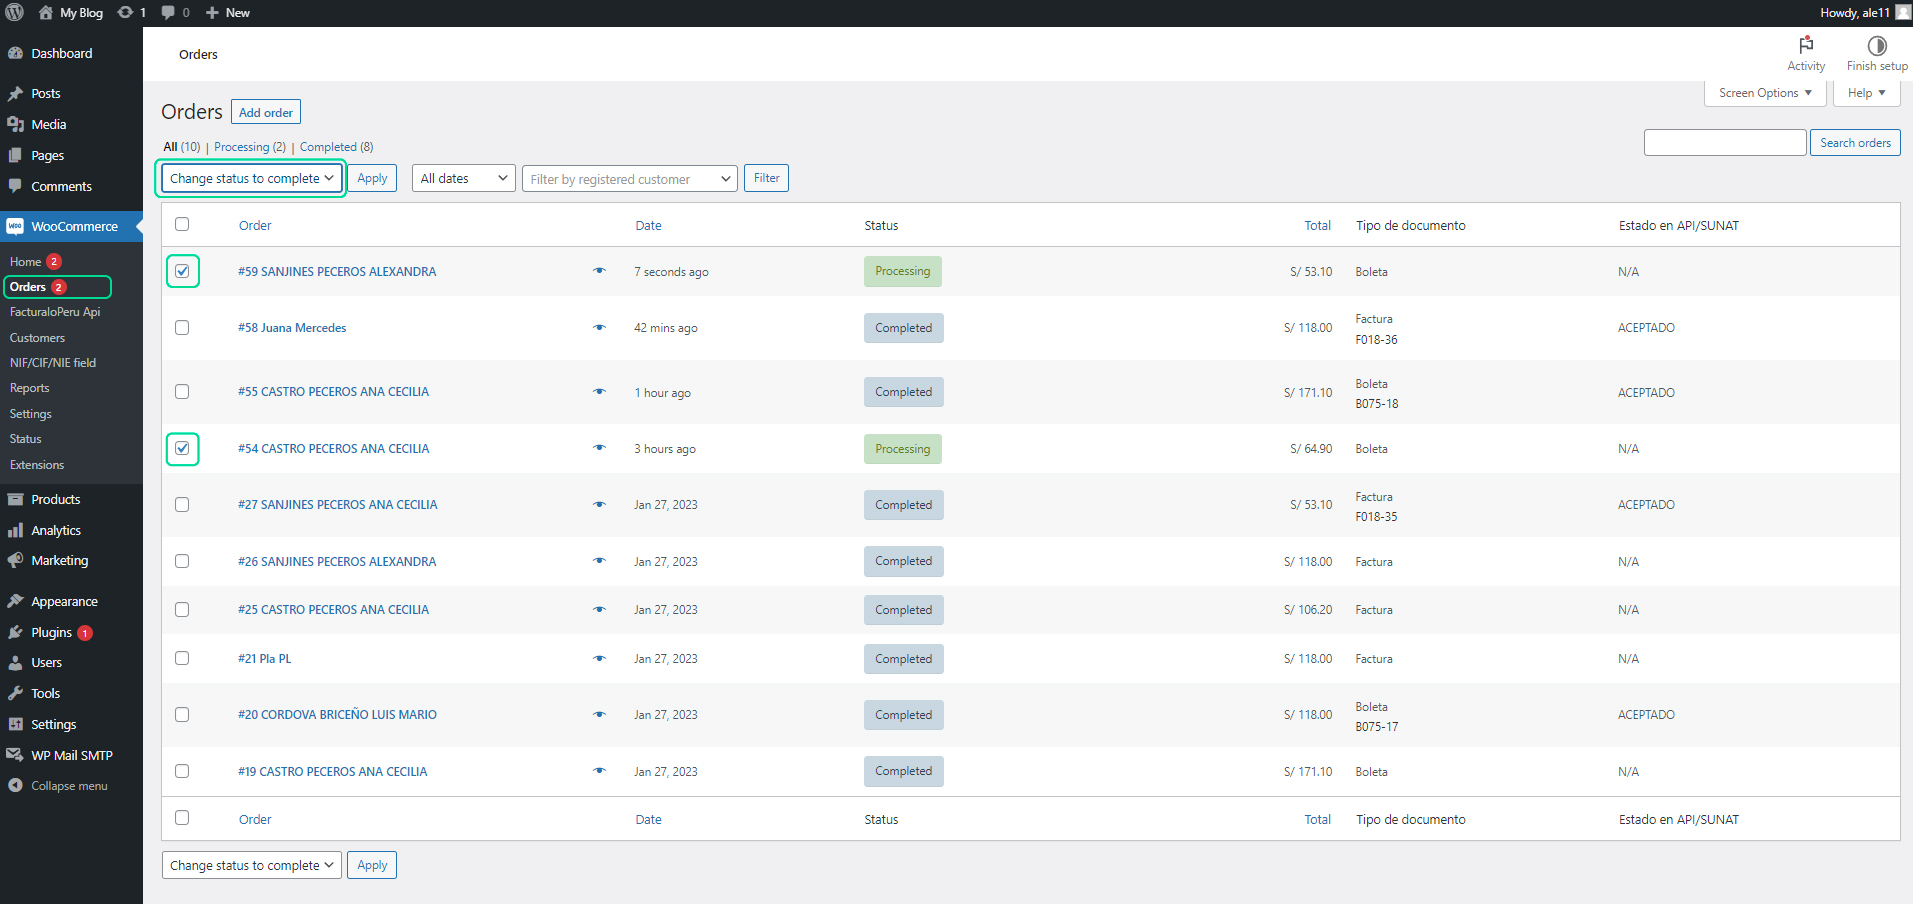 My Blog 1 0 New Howdy, ale11
Dashboard
Posts
Media
Pages
Comments
WooCommerce
Home 2
Orders 2
FacturaloPeru Api
Customers
NIF/CIF/NIE field
Reports
Settings
Status
Extensions
Products
Analytics
Marketing
Appearance
Plugins 1
Users
Tools
Settings
WP Mail SMTP
Collapse menu
Orders
Activity Finish setup
Screen Options ▼ Help ▼
Orders Add order
All (10) | Processing (2) | Completed (8)
Search orders
Change status to complete Apply All dates Filter by registered customer Filter
Order Date Status Total Tipo de documento Estado en API/SUNAT
#59 SANJINES PECEROS ALEXANDRA 7 seconds ago Processing S/ 53.10 Boleta N/A
#58 Juana Mercedes 42 mins ago Completed S/ 118.00 Factura ACEPTADO
F018-36
#55 CASTRO PECEROS ANA CECILIA 1 hour ago Completed S/ 171.10 Boleta ACEPTADO
B075-18
#54 CASTRO PECEROS ANA CECILIA 3 hours ago Processing S/ 64.90 Boleta N/A
#27 SANJINES PECEROS ANA CECILIA Jan 27, 2023 Completed S/ 53.10 Factura ACEPTADO
F018-35
#26 SANJINES PECEROS ALEXANDRA Jan 27, 2023 Completed S/ 118.00 Factura N/A
#25 CASTRO PECEROS ANA CECILIA Jan 27, 2023 Completed S/ 106.20 Factura N/A
#21 Pla PL Jan 27, 2023 Completed S/ 118.00 Factura N/A
#20 CORDOVA BRICEÑO LUIS MARIO Jan 27, 2023 Completed S/ 118.00 Boleta ACEPTADO
B075-17
#19 CASTRO PECEROS ANA CECILIA Jan 27, 2023 Completed S/ 171.10 Boleta N/A
Order Date Status Total Tipo de documento Estado en API/SUNAT
Change status to complete Apply